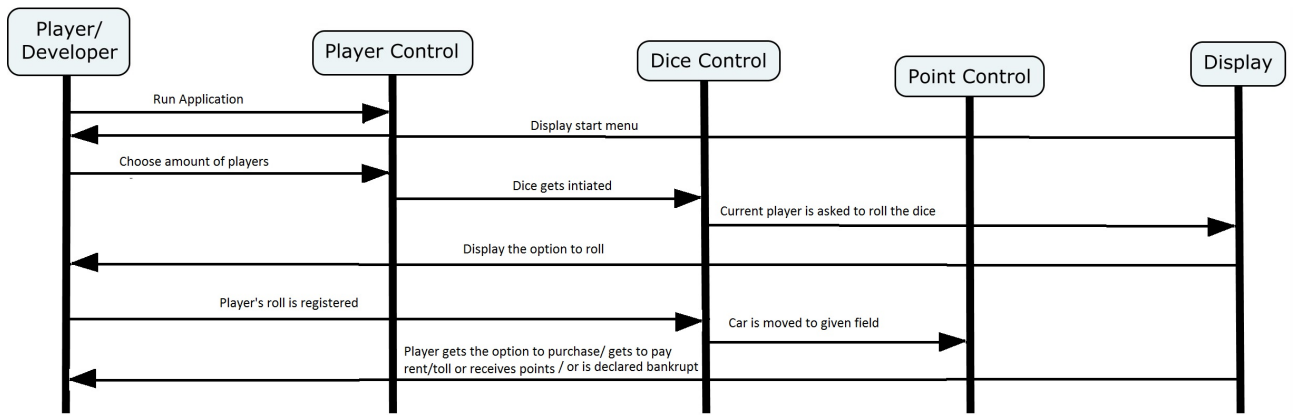 Player/
Developer
Player Control
Dice Control
Point Control
Display
Run Application
Display start menu
Choose amount of players
Dice gets intiated
Current player is asked to roll the dice
Display the option to roll
Player's roll is registered
Car is moved to given field
Player gets the option to purchase/ gets to pay
rent/toll or receives points / or is declared bankrupt